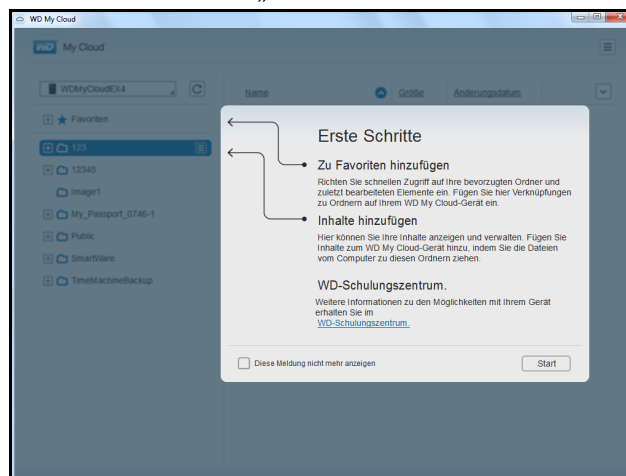 WD My Cloud
WD My Cloud
WDMyCloudEX4
Name Größe Änderungsdatum
Favoriten
123
12345
image1
My_Passport_0746-1
Public
SmartWare
TimeMachineBackup
Erste Schritte
Zu Favoriten hinzufügen
Richten Sie schnellen Zugriff auf Ihre bevorzugten Ordner und
zuletzt bearbeiteten Elemente ein. Fügen Sie hier Verknüpfungen
zu Ordnern auf Ihrem WD My Cloud-Gerät ein.
Inhalte hinzufügen
Hier können Sie Ihre Inhalte anzeigen und verwalten. Fügen Sie
Inhalte zum WD My Cloud-Gerät hinzu, indem Sie die Dateien
vom Computer zu diesen Ordnern ziehen.
WD-Schulungszentrum.
Weitere Informationen zu den Möglichkeiten mit Ihrem Gerät
erhalten Sie im
WD-Schulungszentrum.
Diese Meldung nicht mehr anzeigen
Start